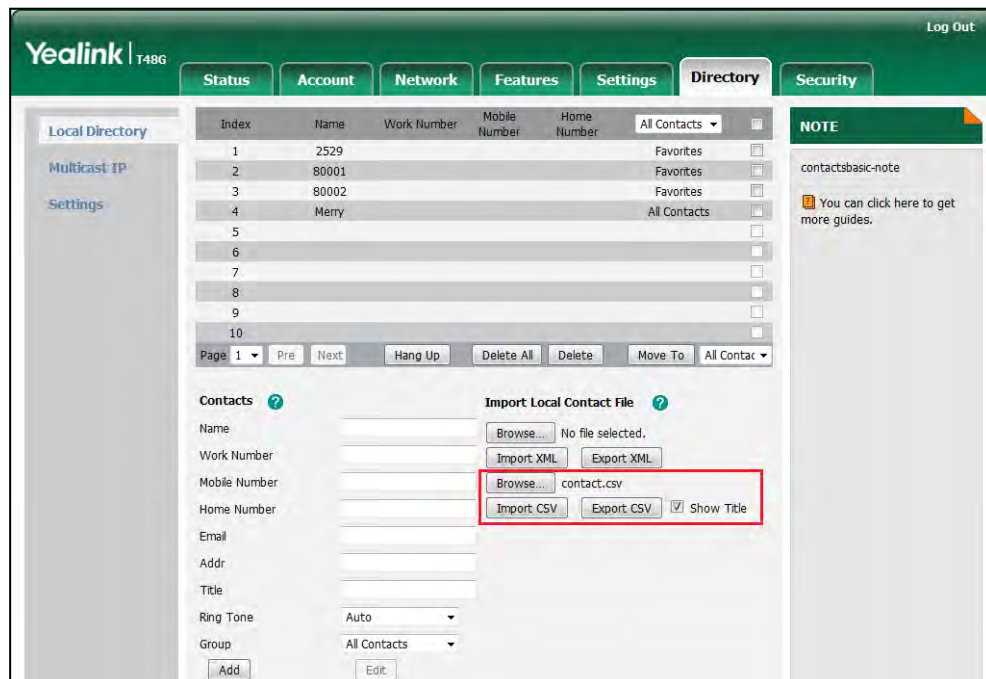 Log Out
Yealink T48G
Status Account Network Features Settings Directory Security
Local Directory
Multicast IP
Settings
Index Name Work Number Mobile Number Home Number All Contacts
1 2529 Favorites
2 80001 Favorites
3 80002 Favorites
4 Merry All Contacts
5
6
7
8
9
10
Page 1 Pre Next Hang Up Delete All Delete Move To All Contac
NOTE
contactsbasic-note
You can click here to get
more guides.
Contacts ?
Name
Work Number
Mobile Number
Home Number
Email
Addr
Title
Ring Tone Auto
Group All Contacts
Add Edit
Import Local Contact File ?
Browse... No file selected.
Import XML Export XML
Browse... contact.csv
Import CSV Export CSV Show Title